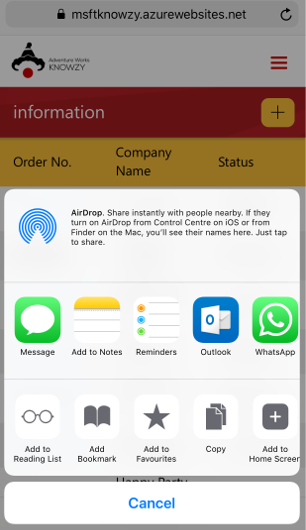 msftknowzy.azurewebsites.net
Adventure Works
KNOWZY
information
Order No.
Company
Name
Status
AirDrop. Share instantly with people nearby. If they
turn on AirDrop from Control Centre on iOS or from
Finder on the Mac, you'll see their names here. Just tap
to share.
Message
Add to Notes
Reminders
Outlook
WhatsApp
Add to
Reading List
Add
Bookmark
Add to
Favourites
Copy
Add to
Home Screen
Happy Party
Cancel